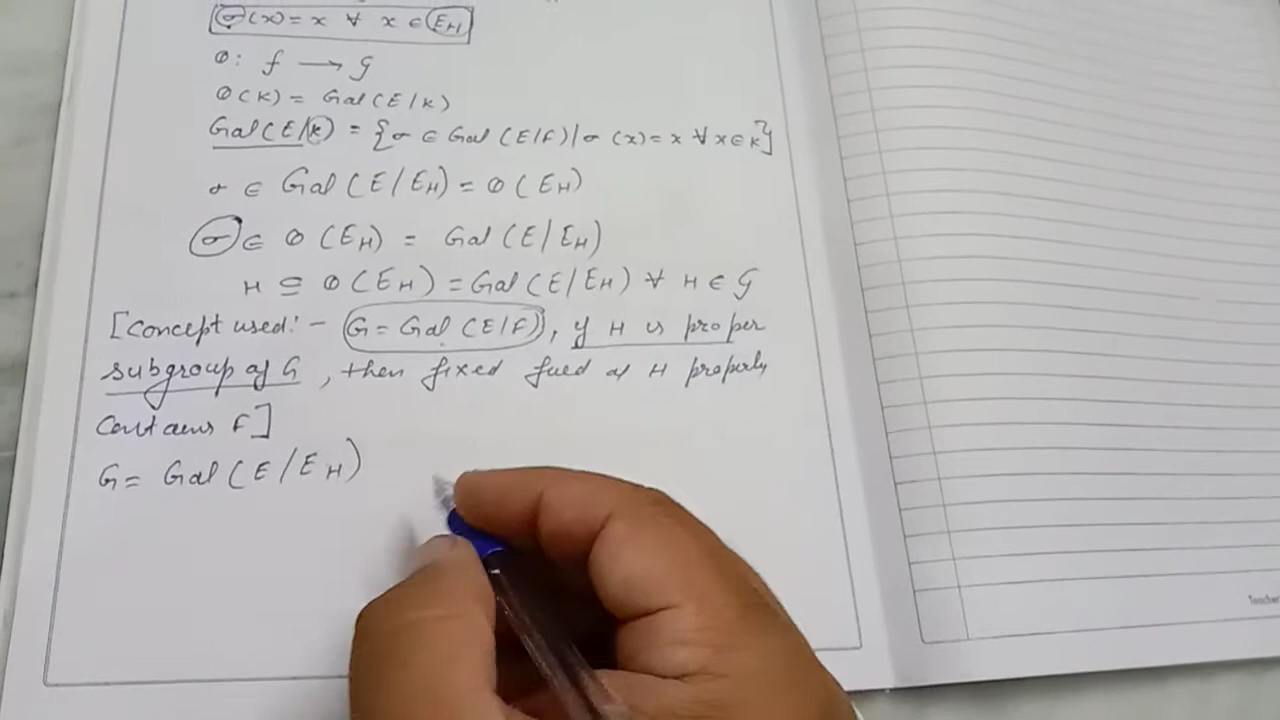 σ(x) = x ∀ x ∈ E_H
Φ: f → g
Φ(K) = Gal(E/K)
Gal(E/K) = {σ ∈ Gal(E/F) | σ(x) = x ∀ x ∈ K}
σ ∈ Gal(E/E_H) = Φ(E_H)
σ ∈ Φ(E_H) = Gal(E/E_H)
H ⊆ Φ(E_H) = Gal(E/E_H) ∀ H ∈ g
[Concept used: - G = Gal(E/F), if H is proper
subgroup of G, then fixed of H properly
Contains F]
G = Gal(E/E_H)
Teacher